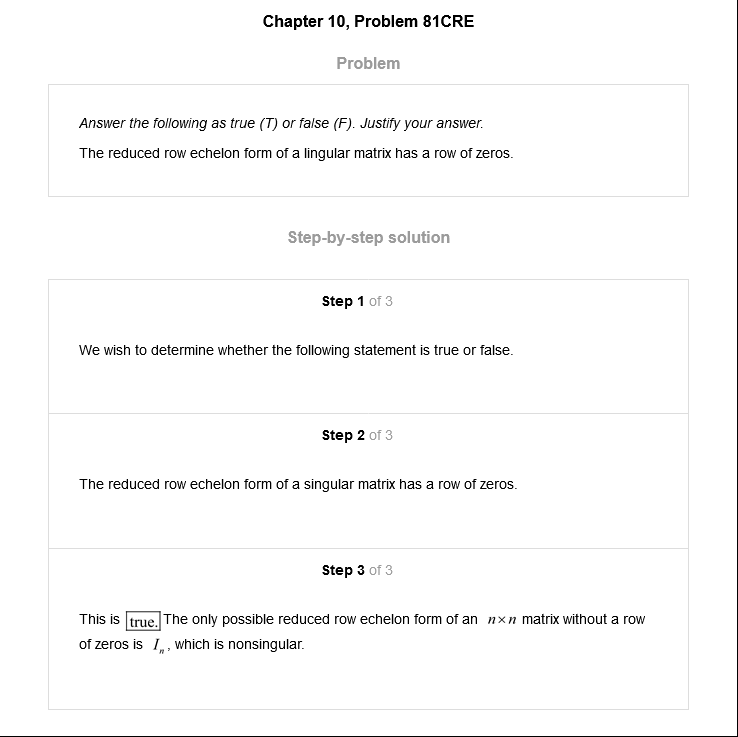 Chapter 10, Problem 81CRE
Problem
Answer the following as true (T) or false (F). Justify your answer.
The reduced row echelon form of a lingular matrix has a row of zeros.
Step-by-step solution
Step 1 of 3
We wish to determine whether the following statement is true or false.
Step 2 of 3
The reduced row echelon form of a singular matrix has a row of zeros.
Step 3 of 3
This is true. The only possible reduced row echelon form of an n×n matrix without a row
of zeros is Iₙ, which is nonsingular.